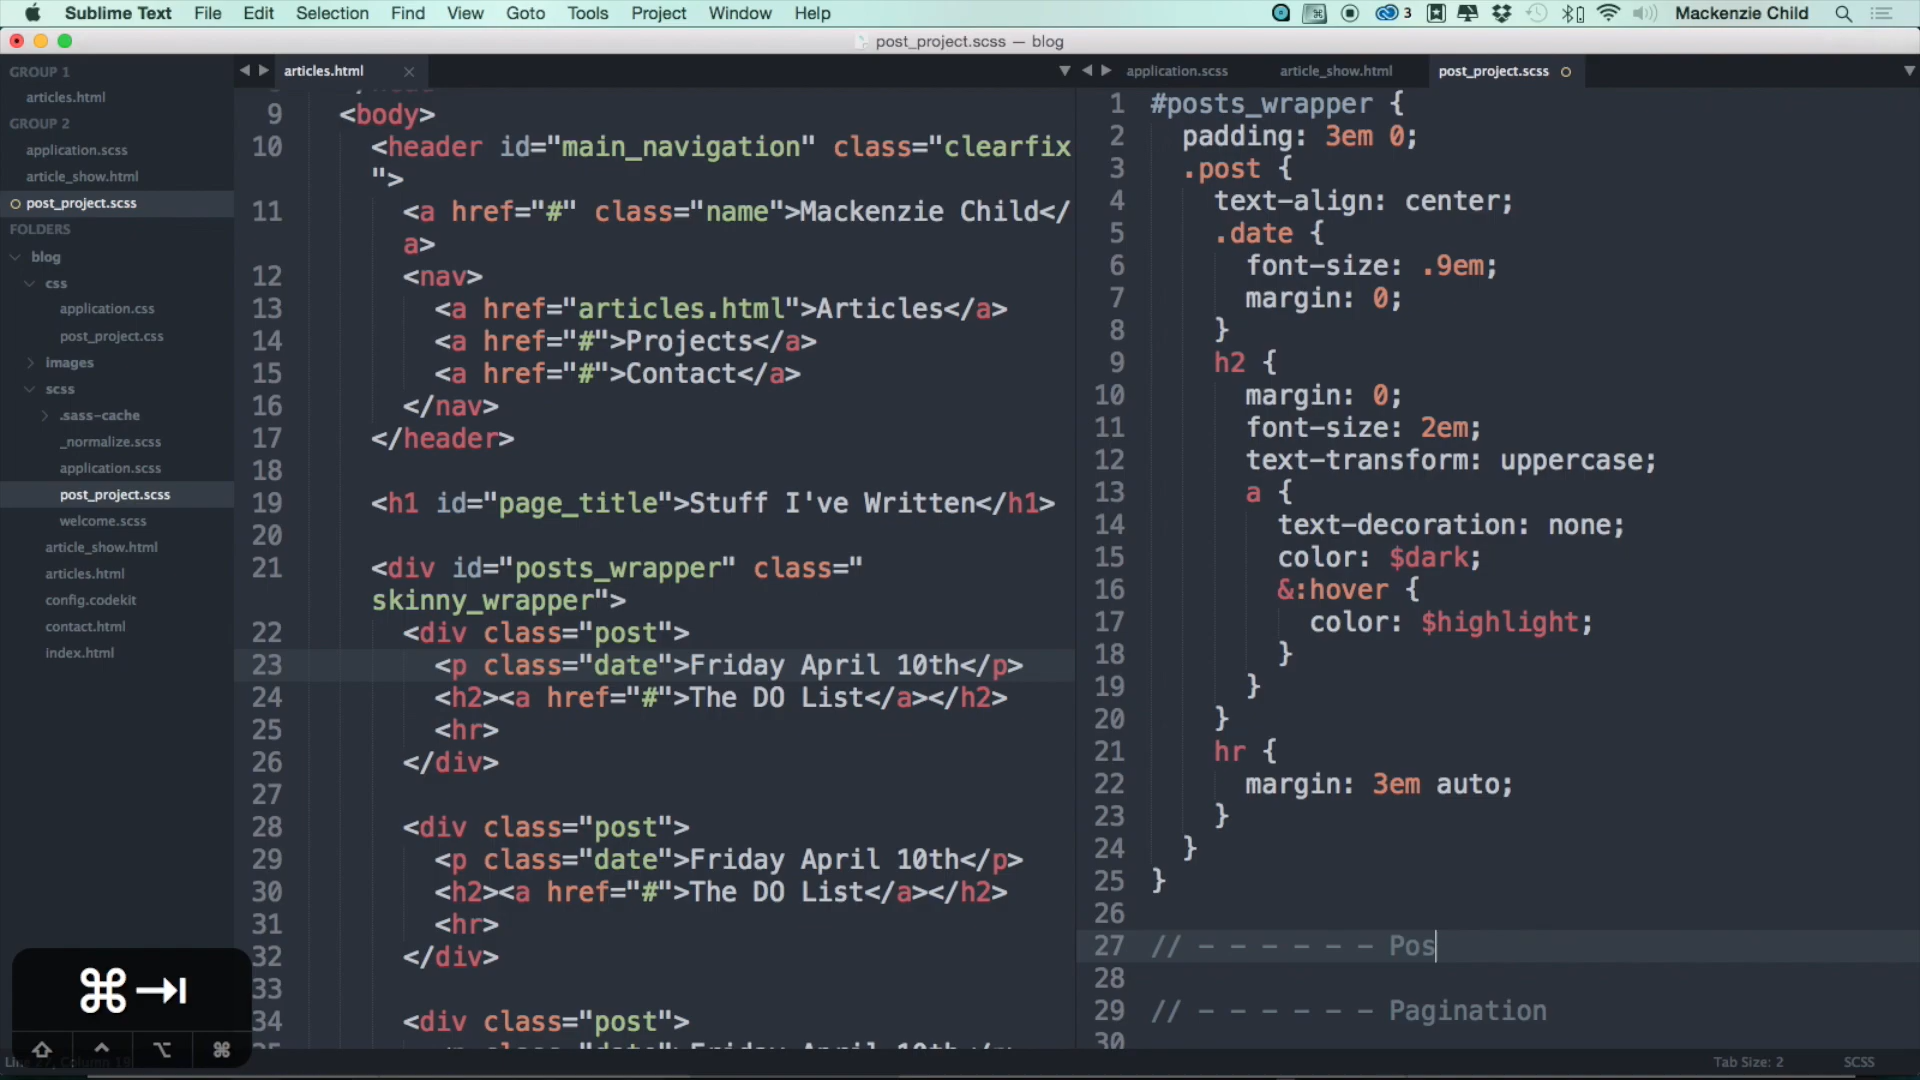 Sublime Text File Edit Selection Find View Goto Tools Project Window Help 3 Mackenzie Child
post_project.scss — blog
GROUP 1
articles.html
GROUP 2
application.scss
article_show.html
post_project.scss
FOLDERS
blog
css
application.css
post_project.css
images
scss
.sass-cache
_normalize.scss
application.scss
post_project.scss
welcome.scss
article_show.html
articles.html
config.codekit
contact.html
index.html
articles.html
9 <body>
10 <header id="main_navigation" class="clearfix
">
11 <a href="#" class="name">Mackenzie Child</
a>
12 <nav>
13 <a href="articles.html">Articles</a>
14 <a href="#">Projects</a>
15 <a href="#">Contact</a>
16 </nav>
17 </header>
18
19 <h1 id="page_title">Stuff I've Written</h1>
20
21 <div id="posts_wrapper" class="
skinny_wrapper">
22 <div class="post">
23 <p class="date">Friday April 10th</p>
24 <h2><a href="#">The DO List</a></h2>
25 <hr>
26 </div>
27
28 <div class="post">
29 <p class="date">Friday April 10th</p>
30 <h2><a href="#">The DO List</a></h2>
31 <hr>
32 </div>
33
34 <div class="post">
application.scss article_show.html post_project.scss
1 #posts_wrapper {
2 padding: 3em 0;
3 .post {
4 text-align: center;
5 .date {
6 font-size: .9em;
7 margin: 0;
8 }
9 h2 {
10 margin: 0;
11 font-size: 2em;
12 text-transform: uppercase;
13 a {
14 text-decoration: none;
15 color: $dark;
16 &:hover {
17 color: $highlight;
18 }
19 }
20 }
21 hr {
22 margin: 3em auto;
23 }
24 }
25 }
26
27 // - - - - - - Pos
28
29 // - - - - - - Pagination
30
Tab Size: 2 SCSS